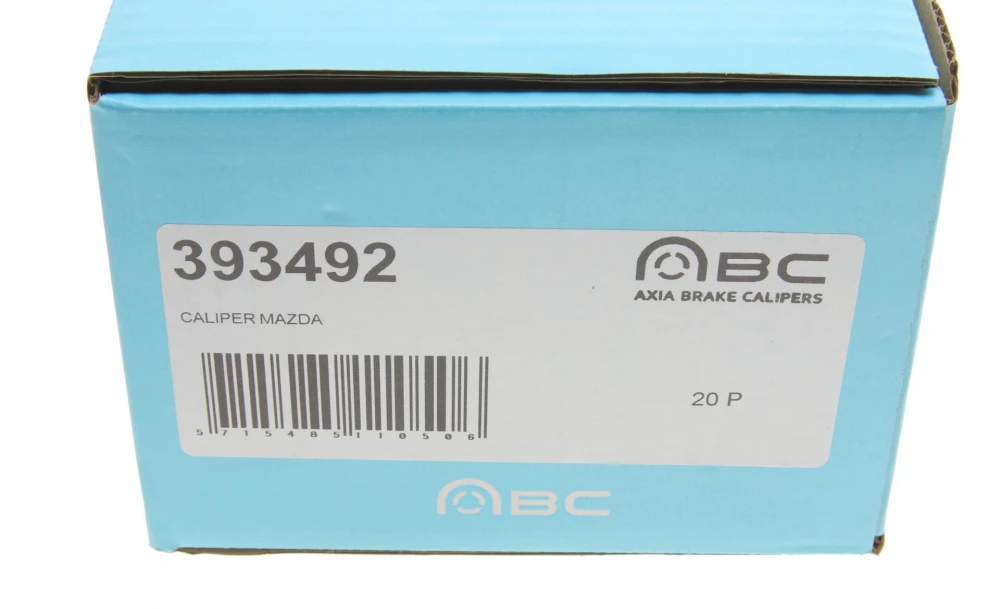 393492
ABC
AXIA BRAKE CALIPERS
CALIPER MAZDA
20 P
5715485110506
ABC